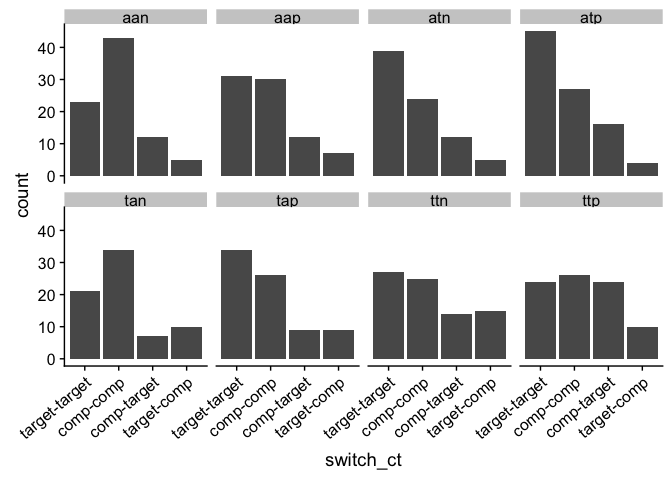 aan aap atn atp
40
30
20
10
0
count
tan tap ttn ttp
40
30
20
10
0
target-target comp-comp comp-target target-comp target-target comp-comp comp-target target-comp target-target comp-comp comp-target target-comp target-target comp-comp comp-target target-comp
switch_ct